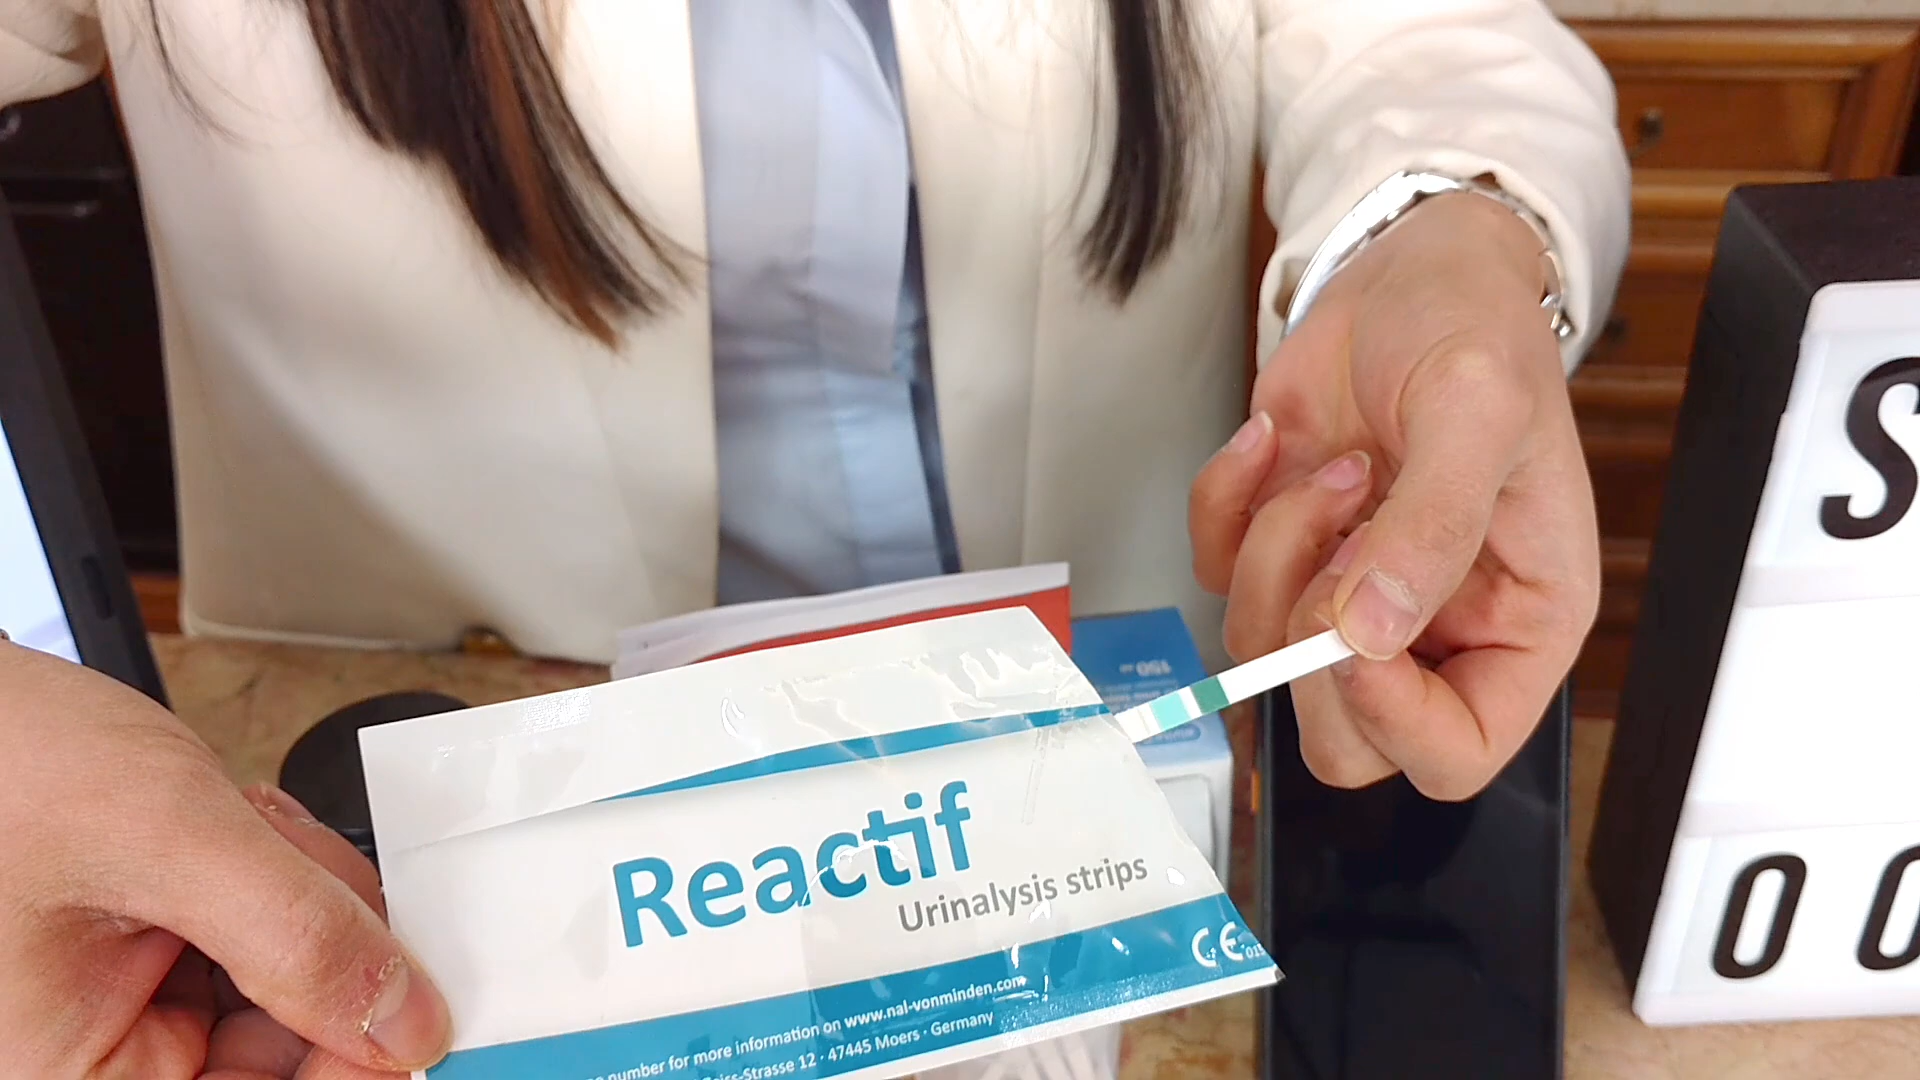 Reactif
Urinalysis strips
CE
number for more information on www.nal-vonminden.com
-Strasse 12 · 47445 Moers · Germany
150
S
0 0